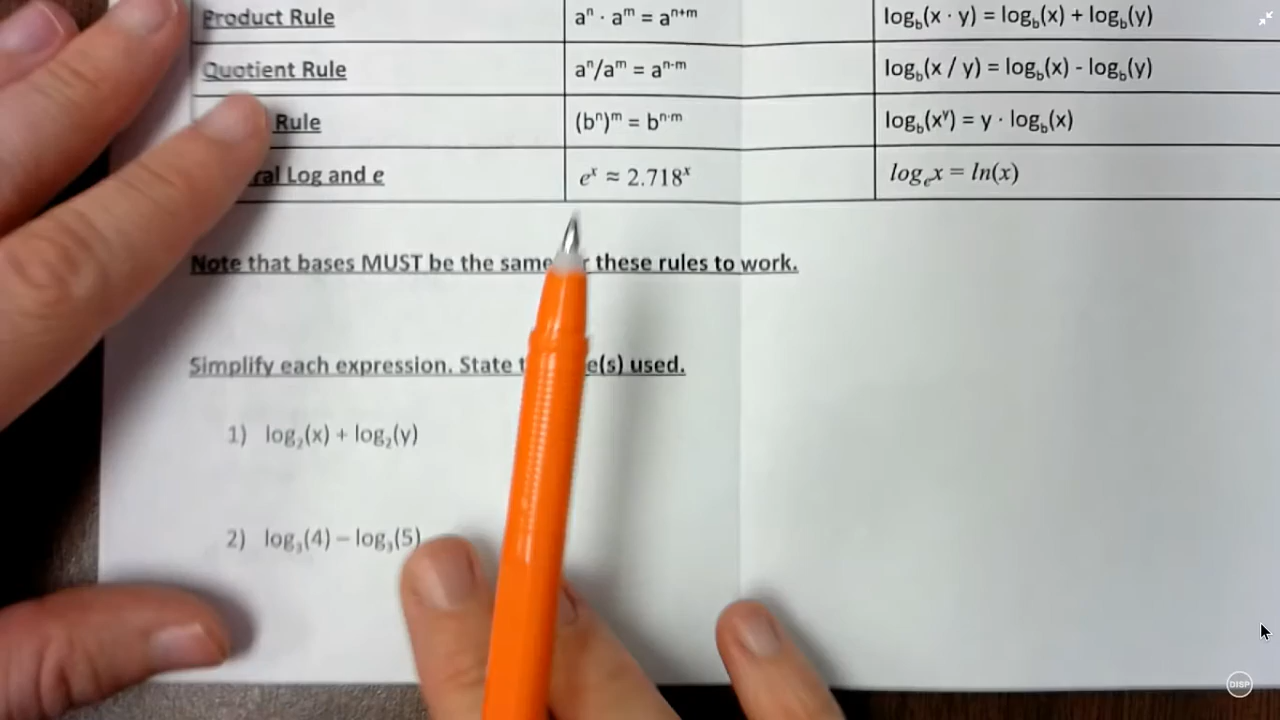 Product Rule aⁿ · aᵐ = aⁿ⁺ᵐ log_b(x · y) = log_b(x) + log_b(y)
Quotient Rule aⁿ/aᵐ = aⁿ⁻ᵐ log_b(x / y) = log_b(x) - log_b(y)
Rule (bⁿ)ᵐ = bⁿ·ᵐ log_b(xʸ) = y · log_b(x)
Log and e eˣ ≈ 2.718ˣ logₑx = ln(x)
Note that bases MUST be the same these rules to work.
Simplify each expression. State used.
1) log₂(x) + log₂(y)
2) log₃(4) – log₃(5)
DISP